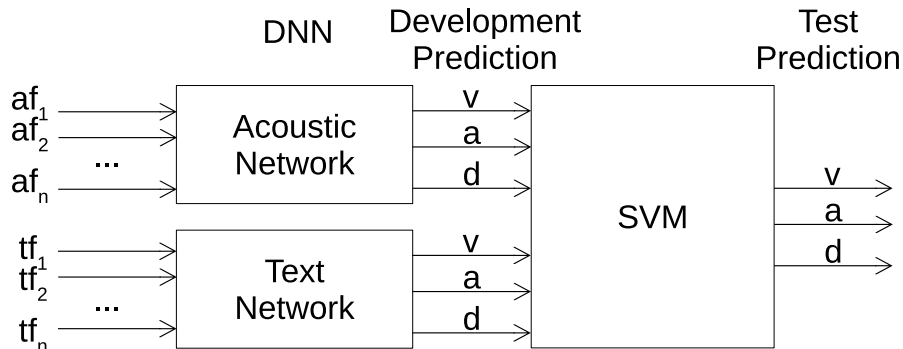 DNN
Development
Prediction
Test
Prediction
af1
af2
...
afn
Acoustic
Network
v
a
d
tf1
tf2
...
tfn
Text
Network
v
a
d
SVM
v
a
d